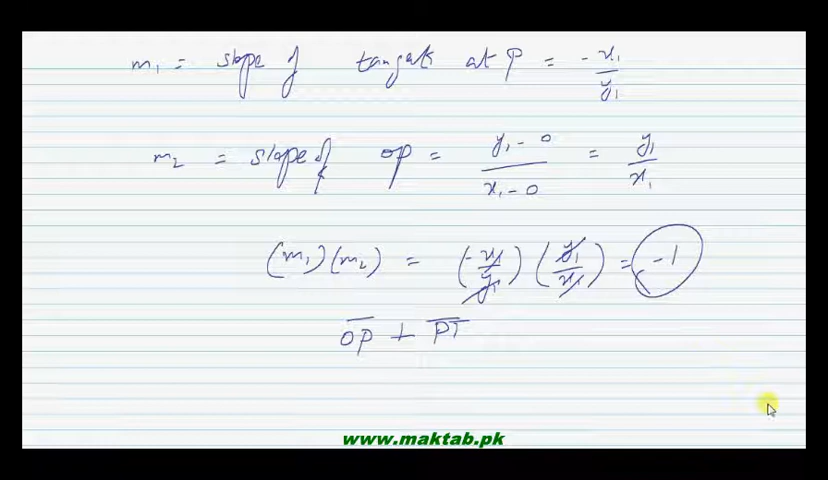 m₁ = slope of tangents at P = -x₁/y₁
m₂ = slope of OP = y₁-0/x₁-0 = y₁/x₁
(m₁)(m₂) = (-x₁/y₁)(y₁/x₁) = -1
OP ⊥ PT
www.maktab.pk